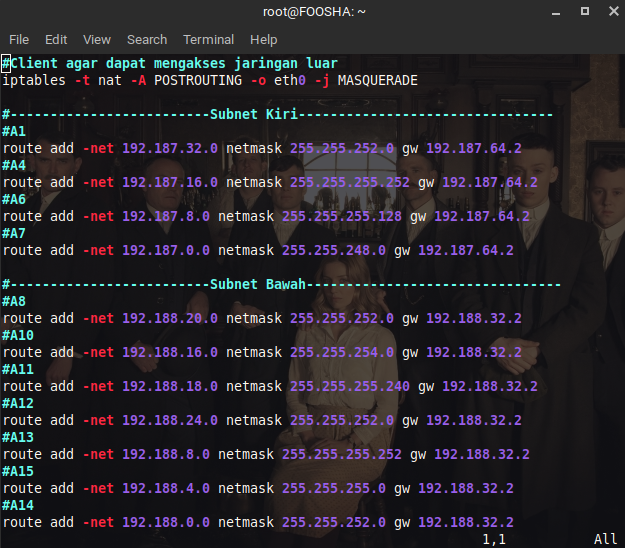 root@FOOSHA: ~
File Edit View Search Terminal Help
#Client agar dapat mengakses jaringan luar
iptables -t nat -A POSTROUTING -o eth0 -j MASQUERADE
#-------------------------Subnet Kiri--------------------------------
#A1
route add -net 192.187.32.0 netmask 255.255.252.0 gw 192.187.64.2
#A4
route add -net 192.187.16.0 netmask 255.255.255.252 gw 192.187.64.2
#A6
route add -net 192.187.8.0 netmask 255.255.255.128 gw 192.187.64.2
#A7
route add -net 192.187.0.0 netmask 255.255.248.0 gw 192.187.64.2
#-------------------------Subnet Bawah--------------------------------
#A8
route add -net 192.188.20.0 netmask 255.255.252.0 gw 192.188.32.2
#A10
route add -net 192.188.16.0 netmask 255.255.254.0 gw 192.188.32.2
#A11
route add -net 192.188.18.0 netmask 255.255.255.240 gw 192.188.32.2
#A12
route add -net 192.188.24.0 netmask 255.255.252.0 gw 192.188.32.2
#A13
route add -net 192.188.8.0 netmask 255.255.255.252 gw 192.188.32.2
#A15
route add -net 192.188.4.0 netmask 255.255.255.0 gw 192.188.32.2
#A14
route add -net 192.188.0.0 netmask 255.255.252.0 gw 192.188.32.2
1,1 All